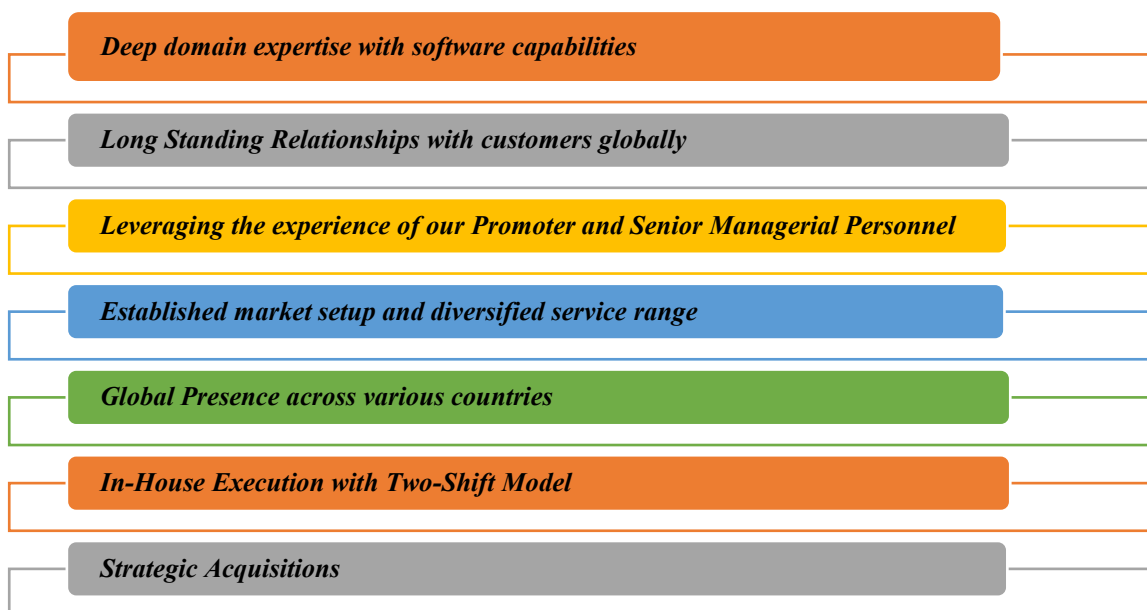 Deep domain expertise with software capabilities
Long Standing Relationships with customers globally
Leveraging the experience of our Promoter and Senior Managerial Personnel
Established market setup and diversified service range
Global Presence across various countries
In-House Execution with Two-Shift Model
Strategic Acquisitions